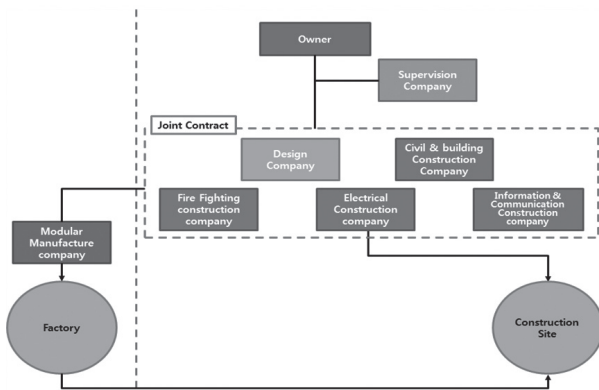 Owner
Supervision
Company
Joint Contract
Design
Company
Civil & building
Construction
Company
Fire Fighting
construction
company
Electrical
Construction
company
Information &
Communication
Construction
company
Modular
Manufacture
company
Factory
Construction
Site